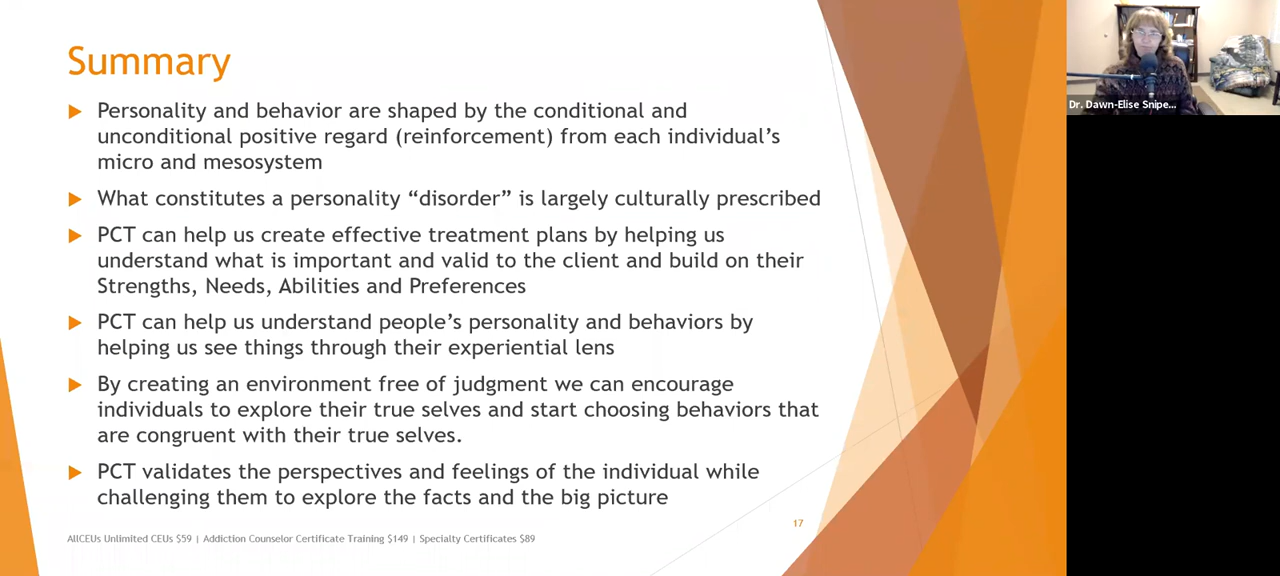 Summary
Personality and behavior are shaped by the conditional and
unconditional positive regard (reinforcement) from each individual's
micro and mesosystem
What constitutes a personality “disorder” is largely culturally prescribed
PCT can help us create effective treatment plans by helping us
understand what is important and valid to the client and build on their
Strengths, Needs, Abilities and Preferences
PCT can help us understand people's personality and behaviors by
helping us see things through their experiential lens
By creating an environment free of judgment we can encourage
individuals to explore their true selves and start choosing behaviors that
are congruent with their true selves.
PCT validates the perspectives and feelings of the individual while
challenging them to explore the facts and the big picture
17
AllCEUs Unlimited CEUs $59 | Addiction Counselor Certificate Training $149 | Specialty Certificates $89
Dr. Dawn-Elise Snipe...